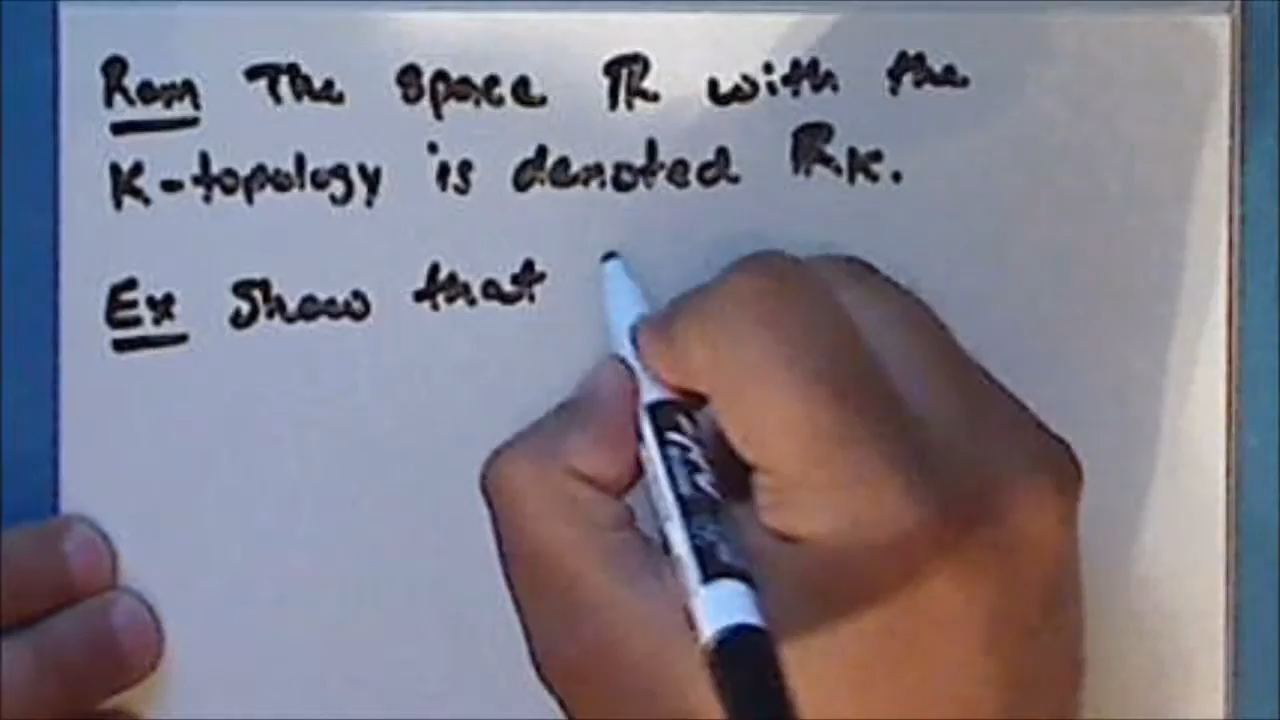 Rem The space ℝ with the
K-topology is denoted ℝK.
Ex Show that